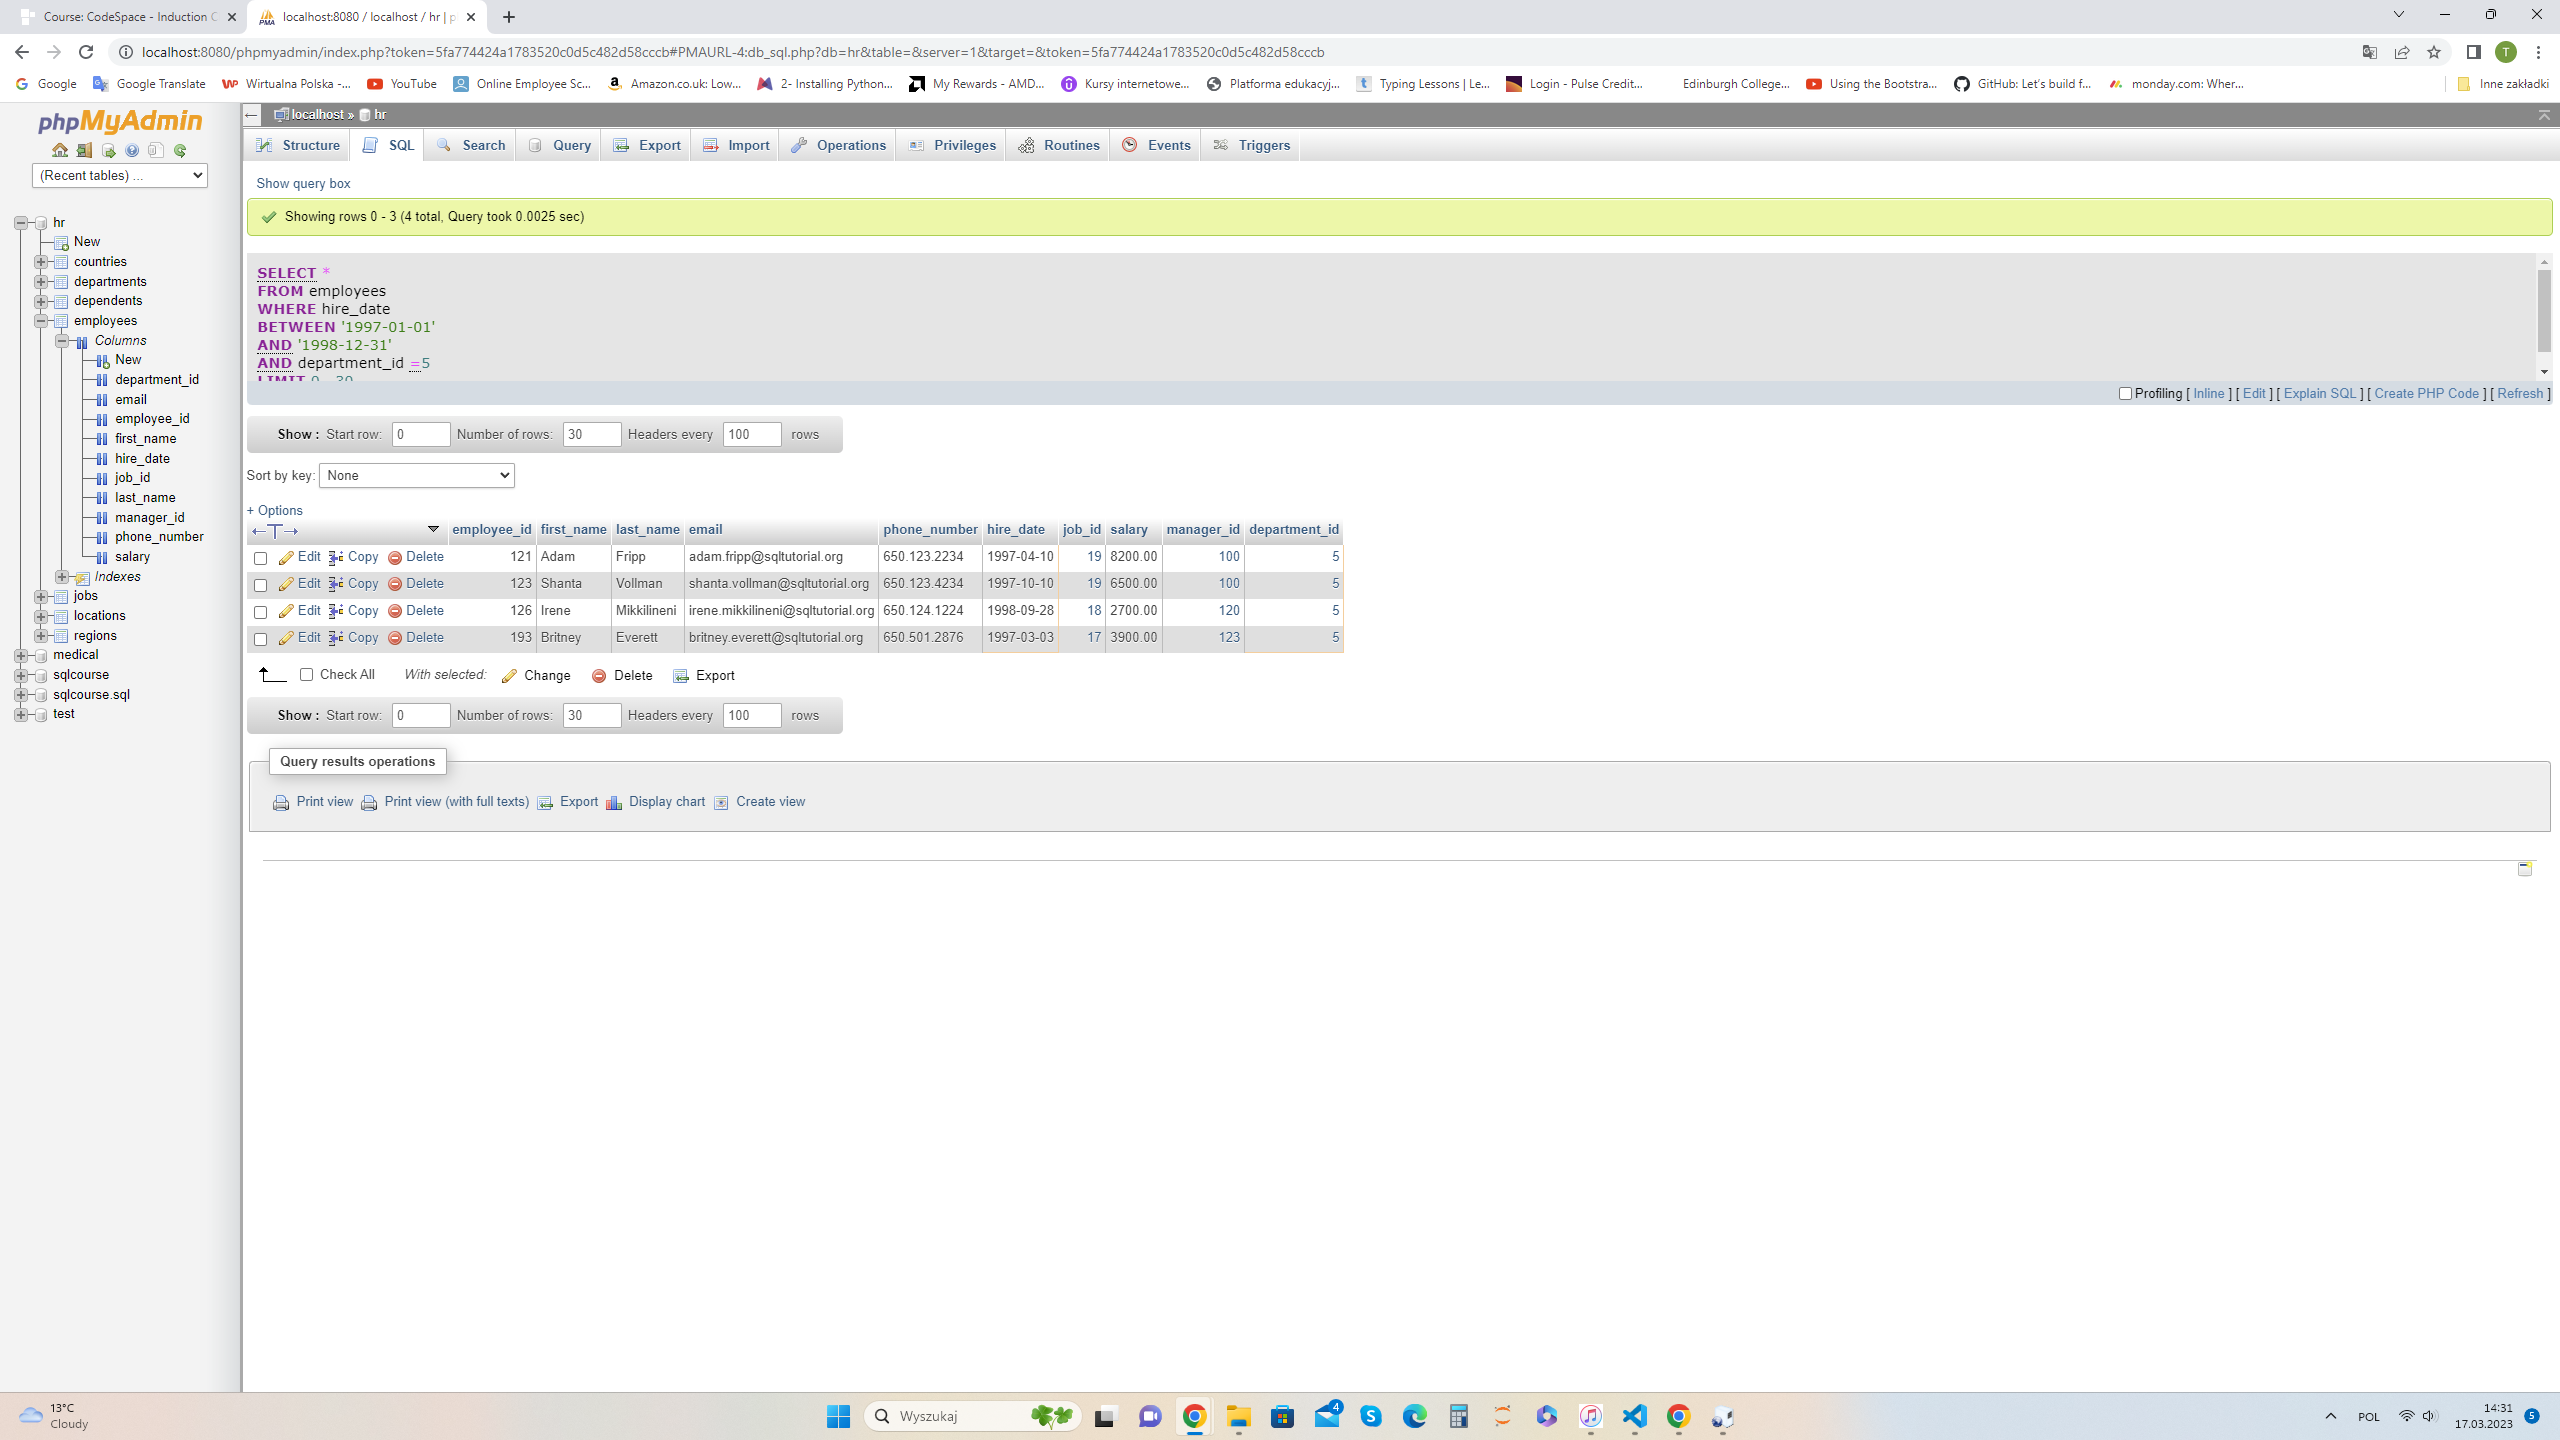 Course: CodeSpace - Induction C
localhost:8080 / localhost / hr | p
localhost:8080/phpmyadmin/index.php?token=5fa774424a1783520c0d5c482d58cccb#PMAURL-4:db_sql.php?db=hr&table=&server=1&target=&token=5fa774424a1783520c0d5c482d58cccb
T
Google Google Translate Wirtualna Polska -... YouTube Online Employee Sc... Amazon.co.uk: Low... 2- Installing Python... My Rewards - AMD... Kursy internetowe... Platforma edukacyj... Typing Lessons | Le... Login - Pulse Credit... Edinburgh College... Using the Bootstra... GitHub: Let's build f... monday.com: Wher... Inne zakładki
phpMyAdmin
(Recent tables) ...
hr
New
countries
departments
dependents
employees
Columns
New
department_id
email
employee_id
first_name
hire_date
job_id
last_name
manager_id
phone_number
salary
Indexes
jobs
locations
regions
medical
sqlcourse
sqlcourse.sql
test
localhost » hr
Structure SQL Search Query Export Import Operations Privileges Routines Events Triggers
Show query box
Showing rows 0 - 3 (4 total, Query took 0.0025 sec)
SELECT *
FROM employees
WHERE hire_date
BETWEEN '1997-01-01'
AND '1998-12-31'
AND department_id =5
LIMIT 0 , 30
Profiling [ Inline ] [ Edit ] [ Explain SQL ] [ Create PHP Code ] [ Refresh ]
Show : Start row: 0 Number of rows: 30 Headers every 100 rows
Sort by key: None
+ Options
←T→ employee_id first_name last_name email phone_number hire_date job_id salary manager_id department_id
Edit Copy Delete 121 Adam Fripp adam.fripp@sqltutorial.org 650.123.2234 1997-04-10 19 8200.00 100 5
Edit Copy Delete 123 Shanta Vollman shanta.vollman@sqltutorial.org 650.123.4234 1997-10-10 19 6500.00 100 5
Edit Copy Delete 126 Irene Mikkilineni irene.mikkilineni@sqltutorial.org 650.124.1224 1998-09-28 18 2700.00 120 5
Edit Copy Delete 193 Britney Everett britney.everett@sqltutorial.org 650.501.2876 1997-03-03 17 3900.00 123 5
Check All With selected: Change Delete Export
Show : Start row: 0 Number of rows: 30 Headers every 100 rows
Query results operations
Print view Print view (with full texts) Export Display chart Create view
13°C
Cloudy
Wyszukaj
4
POL
14:31
17.03.2023
5